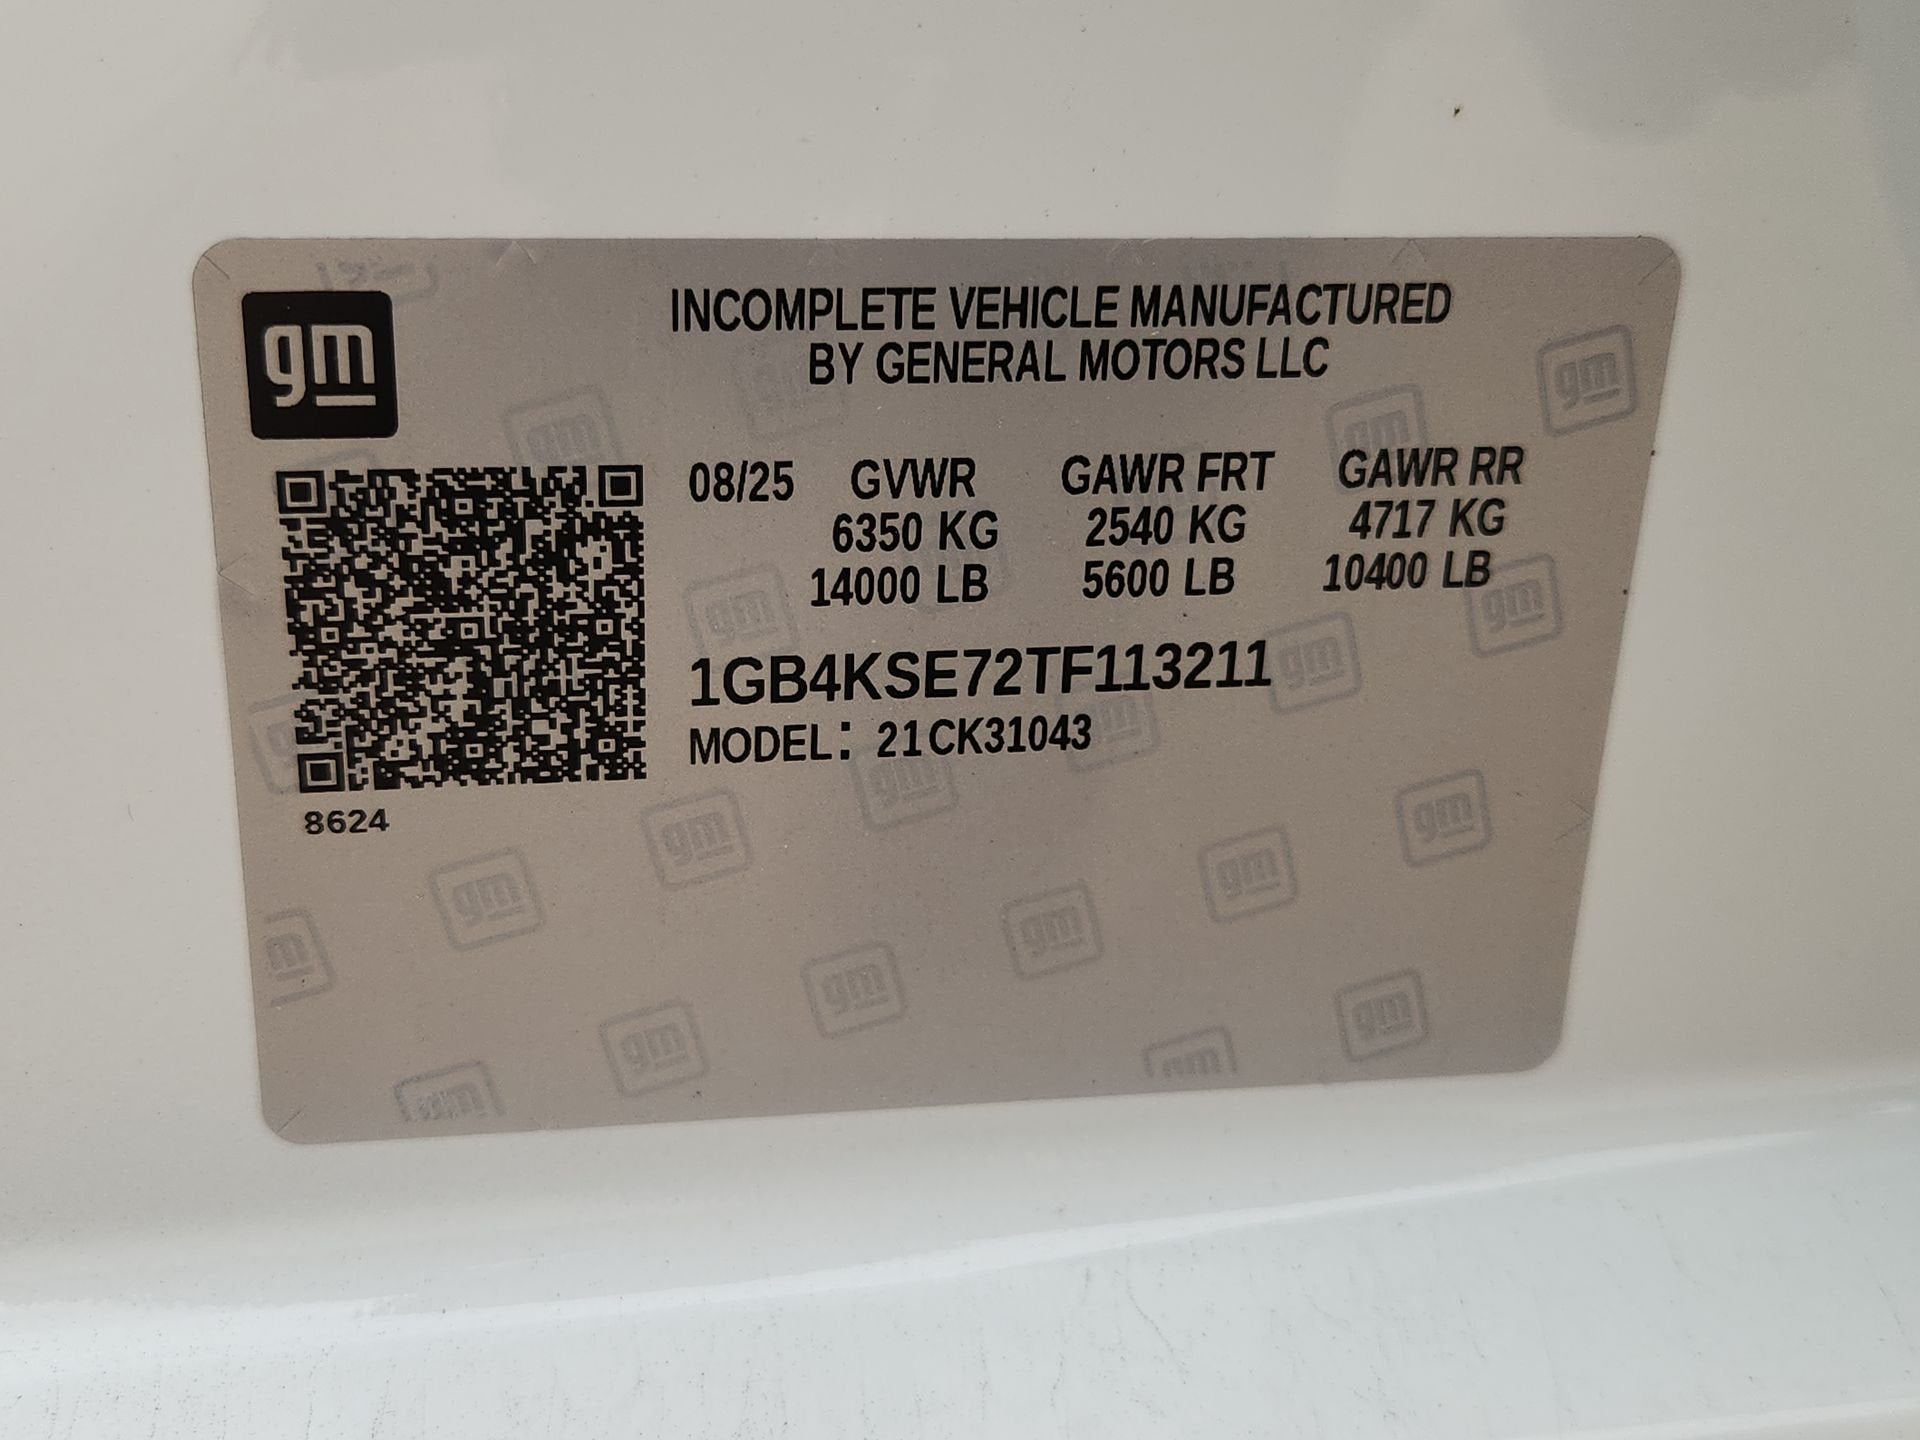 gm
INCOMPLETE VEHICLE MANUFACTURED
BY GENERAL MOTORS LLC
08/25 GVWR GAWR FRT GAWR RR
6350 KG 2540 KG 4717 KG
14000 LB 5600 LB 10400 LB
1GB4KSE72TF113211
MODEL: 21CK31043
8624